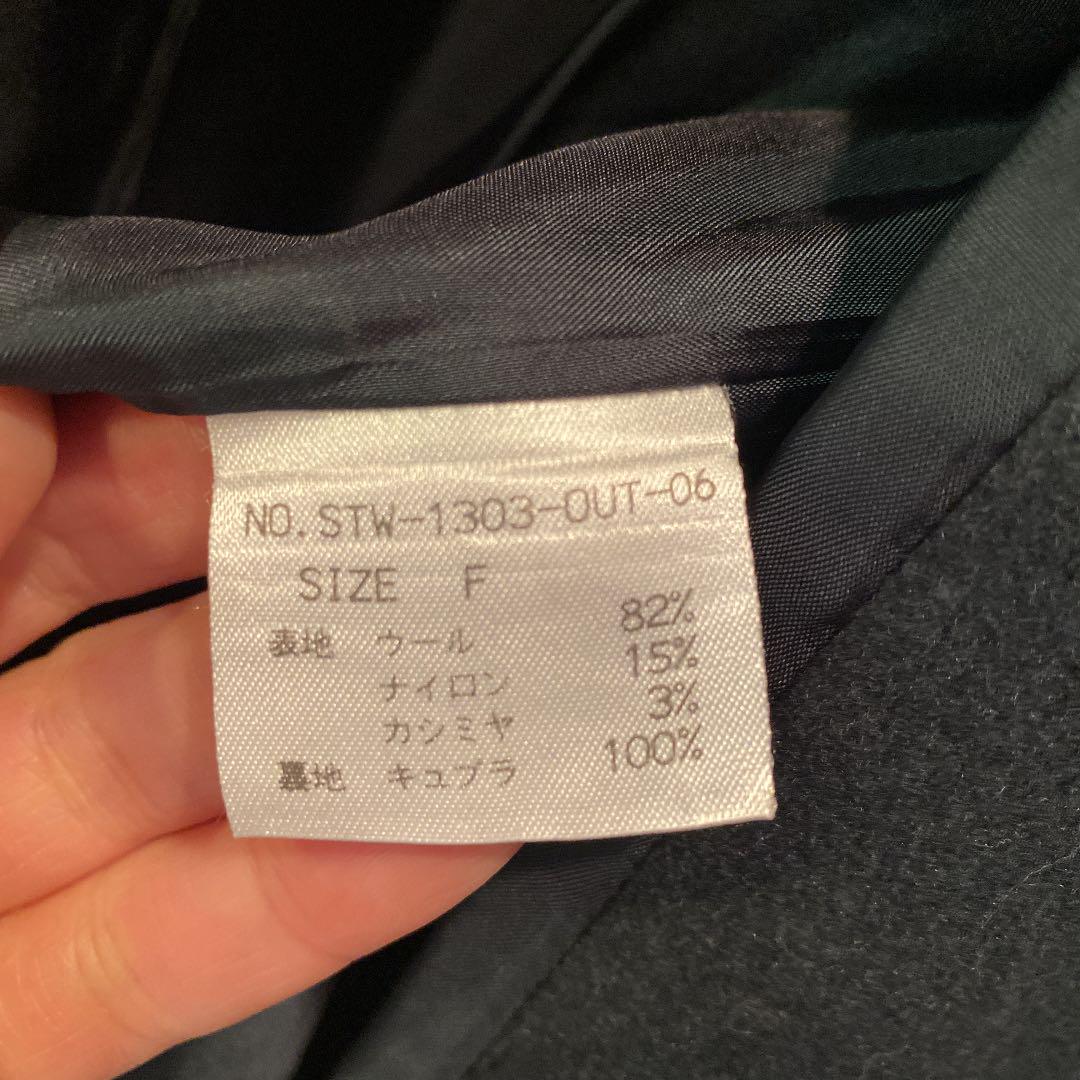 NO.STW-1303-OUT-06
SIZE F
表地 ウール 82%
ナイロン 15%
カシミヤ 3%
裏地 キュプラ 100%